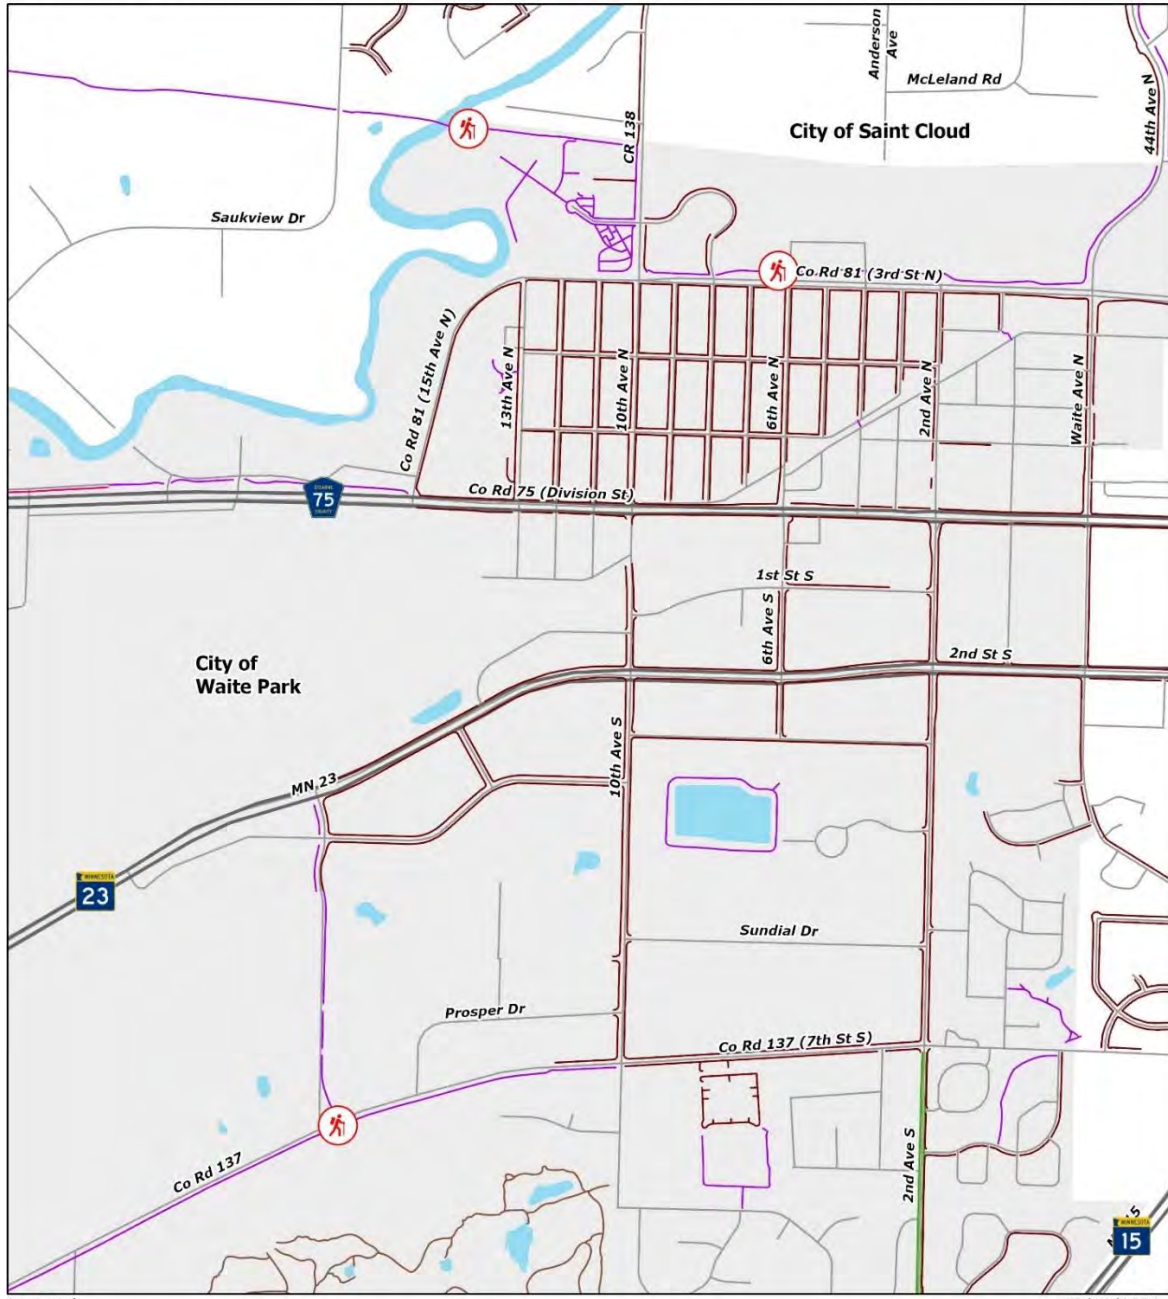 Anderson
Ave
McLeland Rd
44th Ave N
City of Saint Cloud
CR 138
Saukview Dr
Co Rd 81 (3rd St N)
Co Rd 81 (15th Ave N)
13th Ave N
10th Ave N
6th Ave N
2nd Ave N
Waite Ave N
75
Co Rd 75 (Division St)
1st St S
6th Ave S
2nd St S
City of
Waite Park
10th Ave S
MN 23
MINNESOTA
23
Sundial Dr
Prosper Dr
Co Rd 137 (7th St S)
Co Rd 137
2nd Ave S
MINNESOTA
15